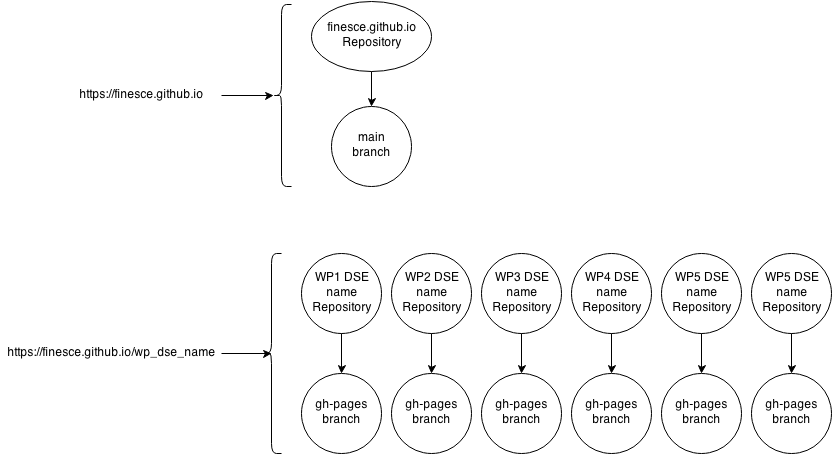 finesce.github.io
Repository
https://finesce.github.io
main
branch
WP1 DSE
name
Repository
WP2 DSE
name
Repository
WP3 DSE
name
Repository
WP4 DSE
name
Repository
WP5 DSE
name
Repository
WP5 DSE
name
Repository
https://finesce.github.io/wp_dse_name
gh-pages
branch
gh-pages
branch
gh-pages
branch
gh-pages
branch
gh-pages
branch
gh-pages
branch